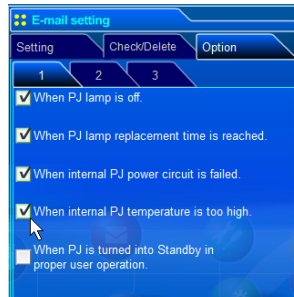 E-mail setting
Setting Check/Delete Option
1 2 3
When PJ lamp is off.
When PJ lamp replacement time is reached.
When internal PJ power circuit is failed.
When internal PJ temperature is too high.
When PJ is turned into Standby in
proper user operation.